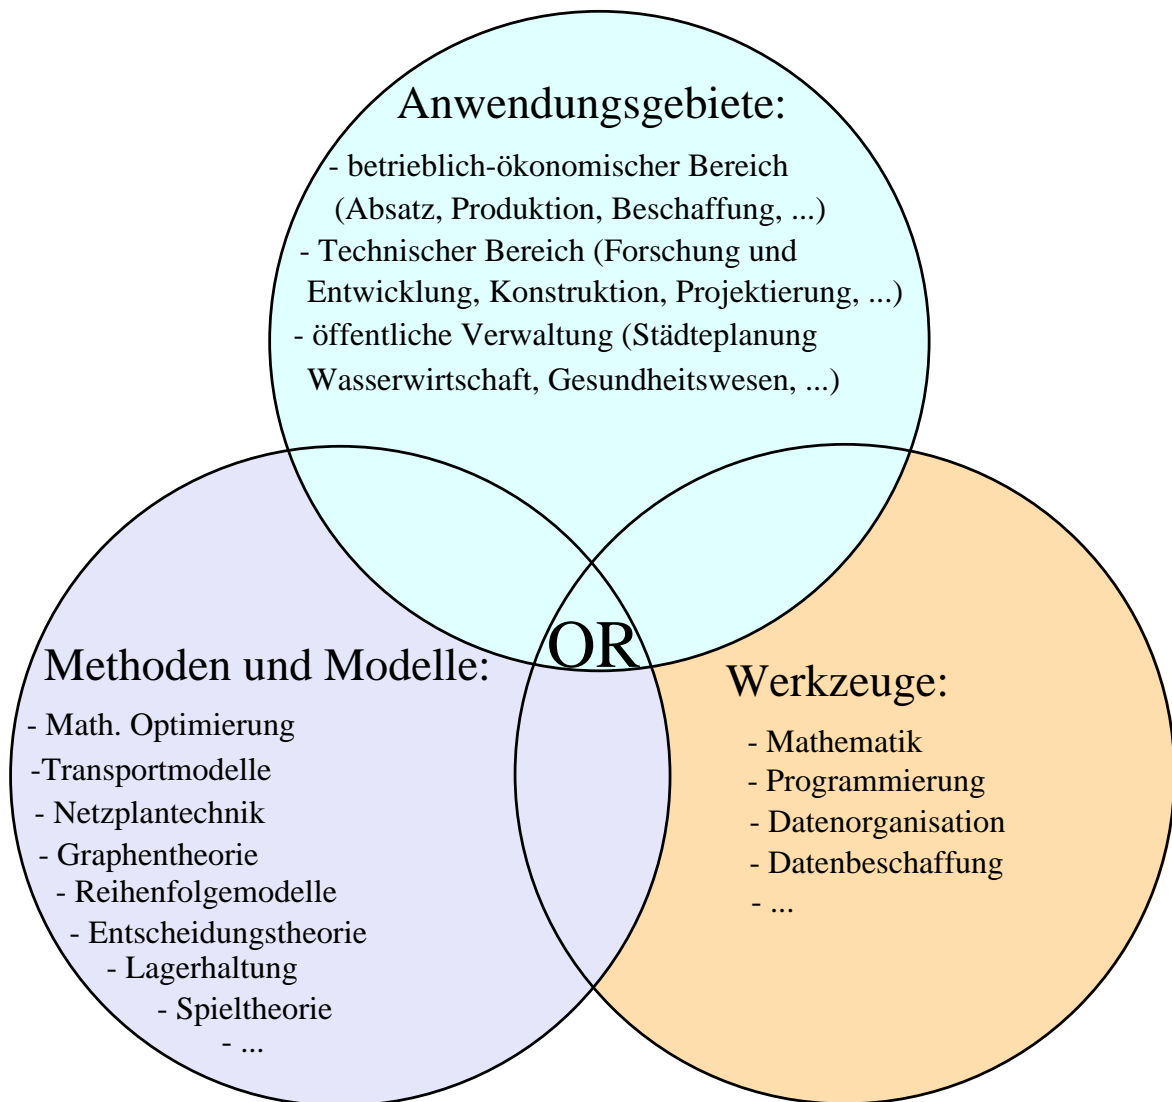 Anwendungsgebiete:
- betrieblich-ökonomischer Bereich
(Absatz, Produktion, Beschaffung, ...)
- Technischer Bereich (Forschung und
Entwicklung, Konstruktion, Projektierung, ...)
- öffentliche Verwaltung (Städteplanung
Wasserwirtschaft, Gesundheitswesen, ...)
OR
Methoden und Modelle:
- Math. Optimierung
-Transportmodelle
- Netzplantechnik
- Graphentheorie
- Reihenfolgemodelle
- Entscheidungstheorie
- Lagerhaltung
- Spieltheorie
- ...
Werkzeuge:
- Mathematik
- Programmierung
- Datenorganisation
- Datenbeschaffung
- ...